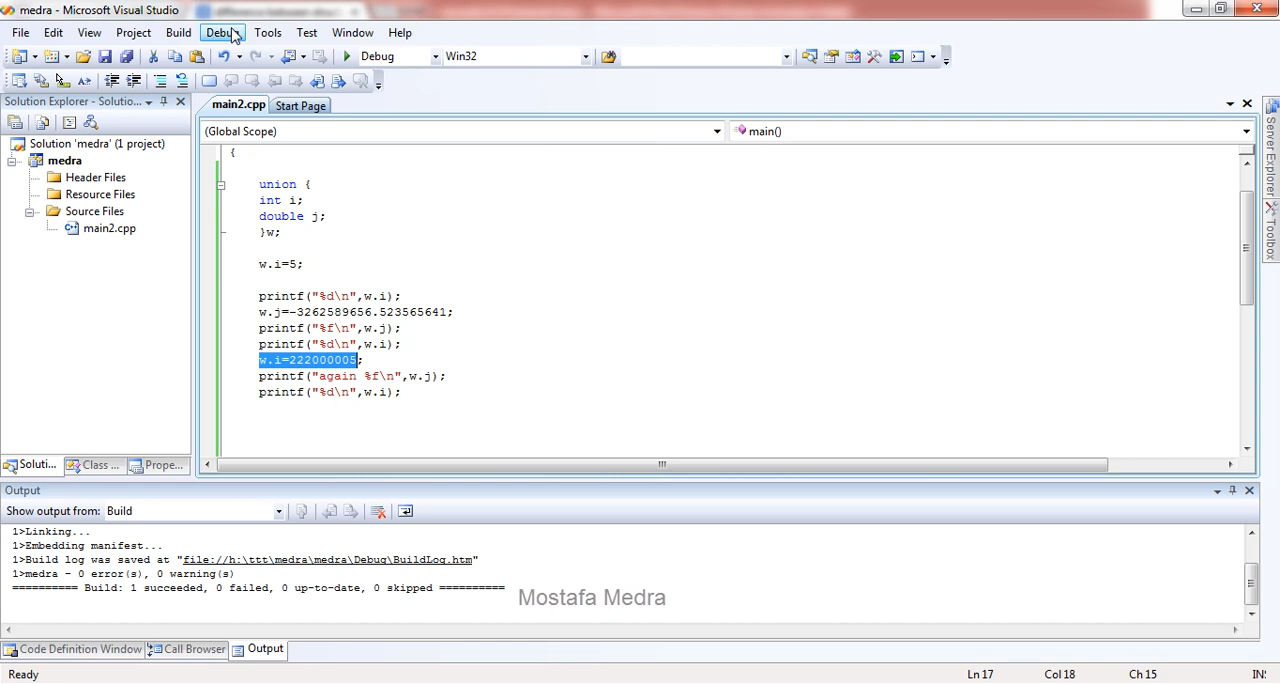 medra - Microsoft Visual Studio
File Edit View Project Build Debug Tools Test Window Help
Debug Win32
Solution Explorer - Solutio...
main2.cpp Start Page
(Global Scope) main()
Solution 'medra' (1 project)
medra
Header Files
Resource Files
Source Files
main2.cpp
{
union {
int i;
double j;
}w;
w.i=5;
printf("%d\n",w.i);
w.j=-3262589656.523565641;
printf("%f\n",w.j);
printf("%d\n",w.i);
w.i=222000005;
printf("again %f\n",w.j);
printf("%d\n",w.i);
Server Explorer
Toolbox
Soluti... Class ... Prope...
Output
Show output from: Build
1>Linking...
1>Embedding manifest...
1>Build log was saved at "file://h:\ttt\medra\medra\Debug\BuildLog.htm"
1>medra - 0 error(s), 0 warning(s)
========== Build: 1 succeeded, 0 failed, 0 up-to-date, 0 skipped ==========
Mostafa Medra
Code Definition Window Call Browser Output
Ready Ln 17 Col 18 Ch 15 IN